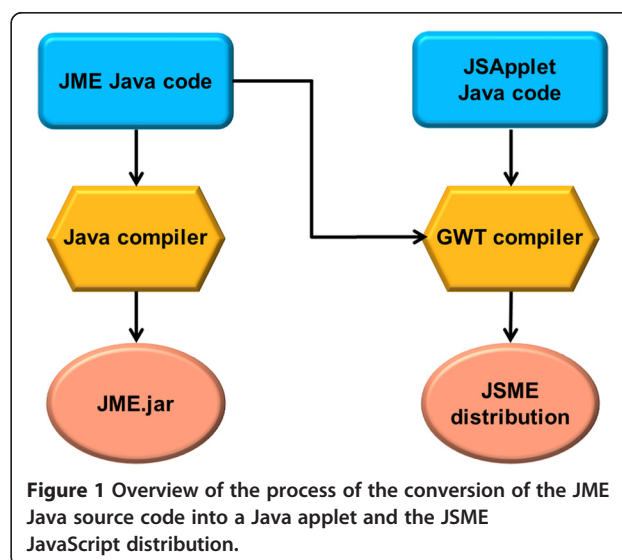 JME Java code
JSApplet
Java code
Java compiler
GWT compiler
JME.jar
JSME
distribution
Figure 1 Overview of the process of the conversion of the JME
Java source code into a Java applet and the JSME
JavaScript distribution.